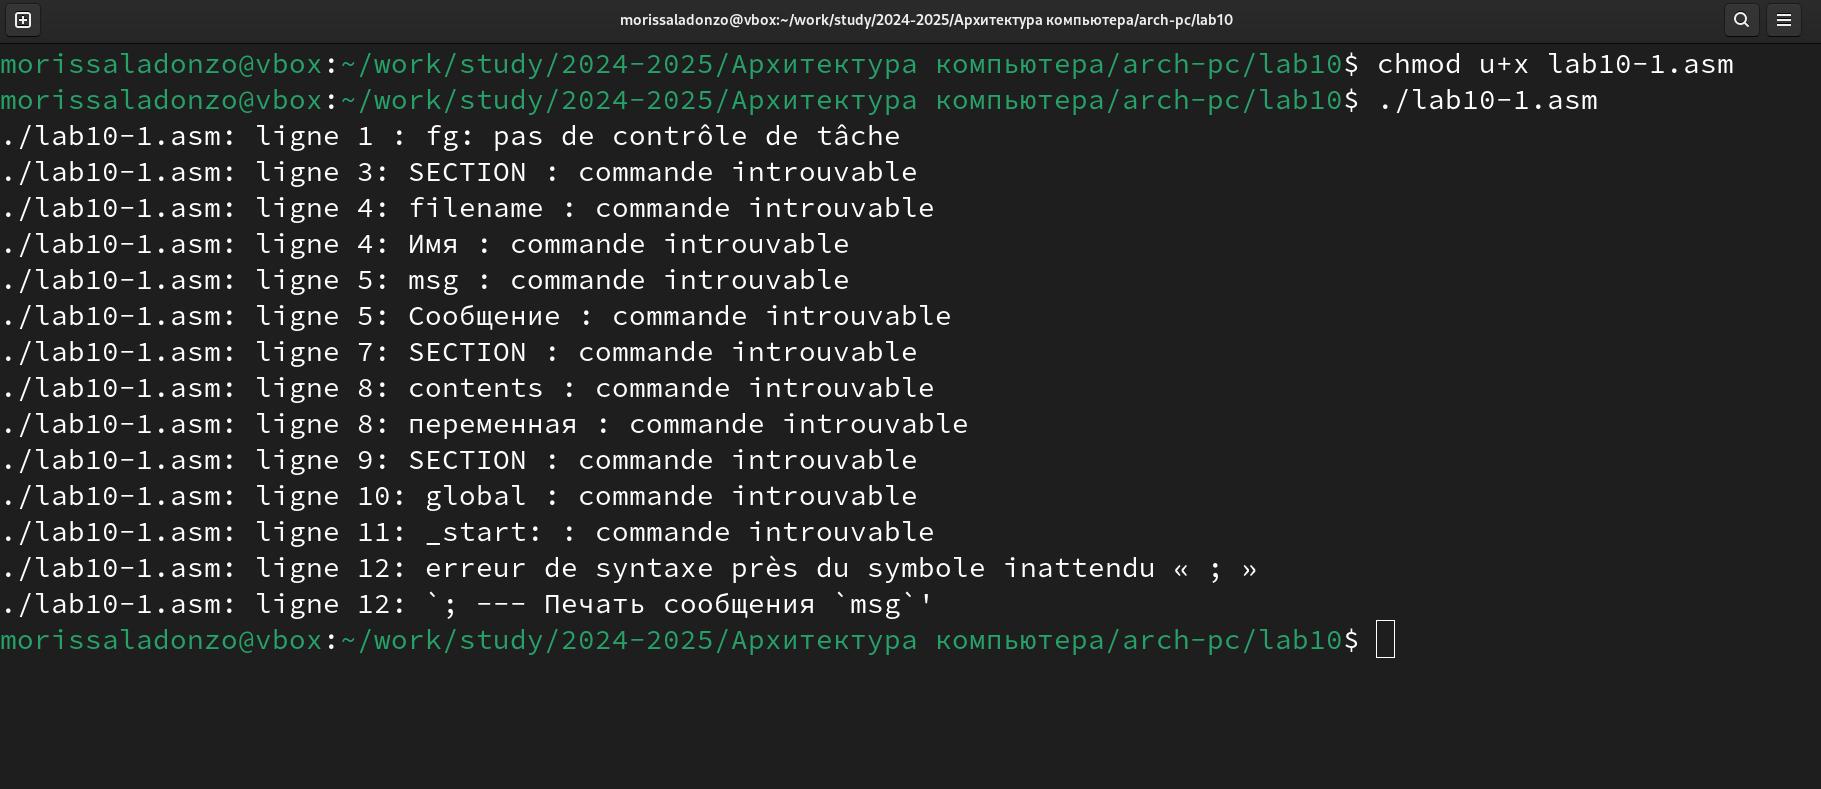 morissaladonzo@vbox:~/work/study/2024-2025/Архитектура компьютера/arch-pc/lab10
morissaladonzo@vbox:~/work/study/2024-2025/Архитектура компьютера/arch-pc/lab10$ chmod u+x lab10-1.asm
morissaladonzo@vbox:~/work/study/2024-2025/Архитектура компьютера/arch-pc/lab10$ ./lab10-1.asm
./lab10-1.asm: ligne 1 : fg: pas de contrôle de tâche
./lab10-1.asm: ligne 3: SECTION : commande introuvable
./lab10-1.asm: ligne 4: filename : commande introuvable
./lab10-1.asm: ligne 4: Имя : commande introuvable
./lab10-1.asm: ligne 5: msg : commande introuvable
./lab10-1.asm: ligne 5: Сообщение : commande introuvable
./lab10-1.asm: ligne 7: SECTION : commande introuvable
./lab10-1.asm: ligne 8: contents : commande introuvable
./lab10-1.asm: ligne 8: переменная : commande introuvable
./lab10-1.asm: ligne 9: SECTION : commande introuvable
./lab10-1.asm: ligne 10: global : commande introuvable
./lab10-1.asm: ligne 11: _start: : commande introuvable
./lab10-1.asm: ligne 12: erreur de syntaxe près du symbole inattendu « ; »
./lab10-1.asm: ligne 12: `; --- Печать сообщения `msg`'
morissaladonzo@vbox:~/work/study/2024-2025/Архитектура компьютера/arch-pc/lab10$